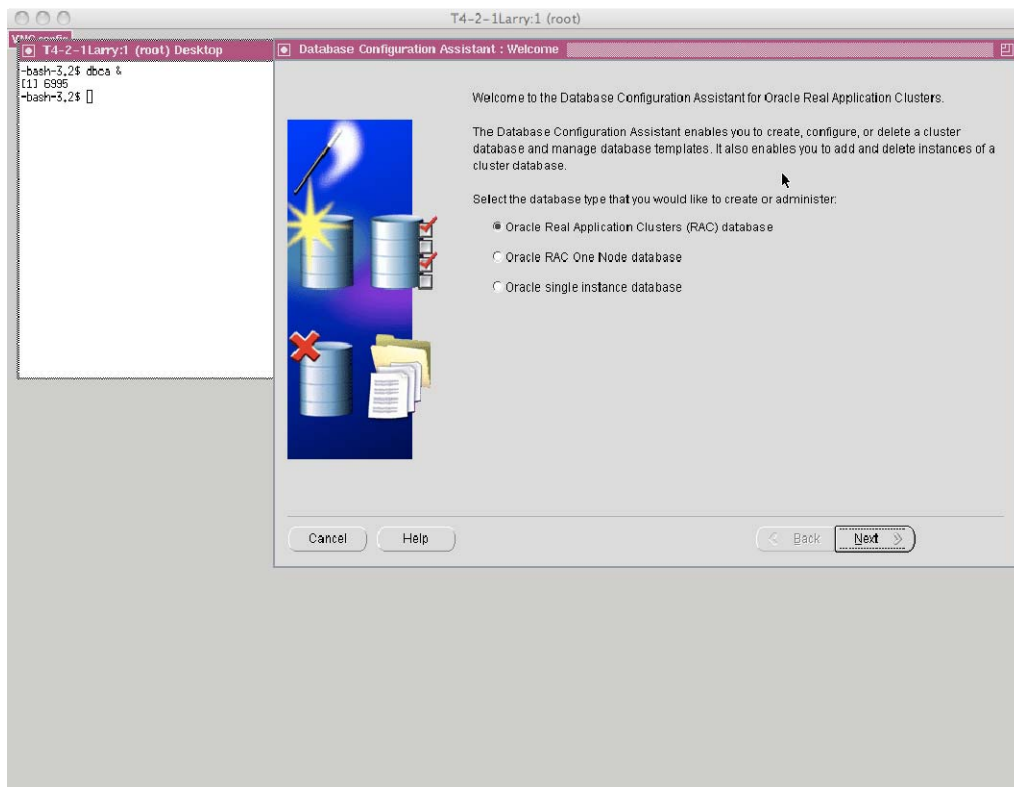 T4-2-1Larry:1 (root)
VNC config
T4-2-1Larry:1 (root) Desktop
-bash-3.2$ dbca &
[1] 6995
-bash-3.2$
Database Configuration Assistant : Welcome
Welcome to the Database Configuration Assistant for Oracle Real Application Clusters.
The Database Configuration Assistant enables you to create, configure, or delete a cluster
database and manage database templates. It also enables you to add and delete instances of a
cluster database.
Select the database type that you would like to create or administer:
Oracle Real Application Clusters (RAC) database
Oracle RAC One Node database
Oracle single instance database
Cancel
Help
Back
Next